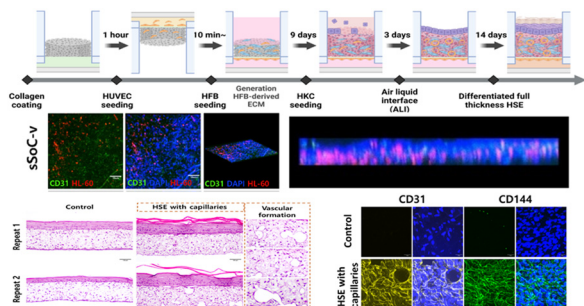 1 hour
10 min~
9 days
3 days
14 days
Collagen coating
HUVEC seeding
HFB seeding
Generation HFB-derived ECM
HKC seeding
Air liquid interface (ALI)
Differentiated full thickness HSE
sSoC-v
CD31 HL-60
CD31 DAPI HL-60
CD31 DAPI HL-60
Control
HSE with capillaries
Vascular formation
Repeat 1
Repeat 2
CD31
CD144
Control
HSE with capillaries